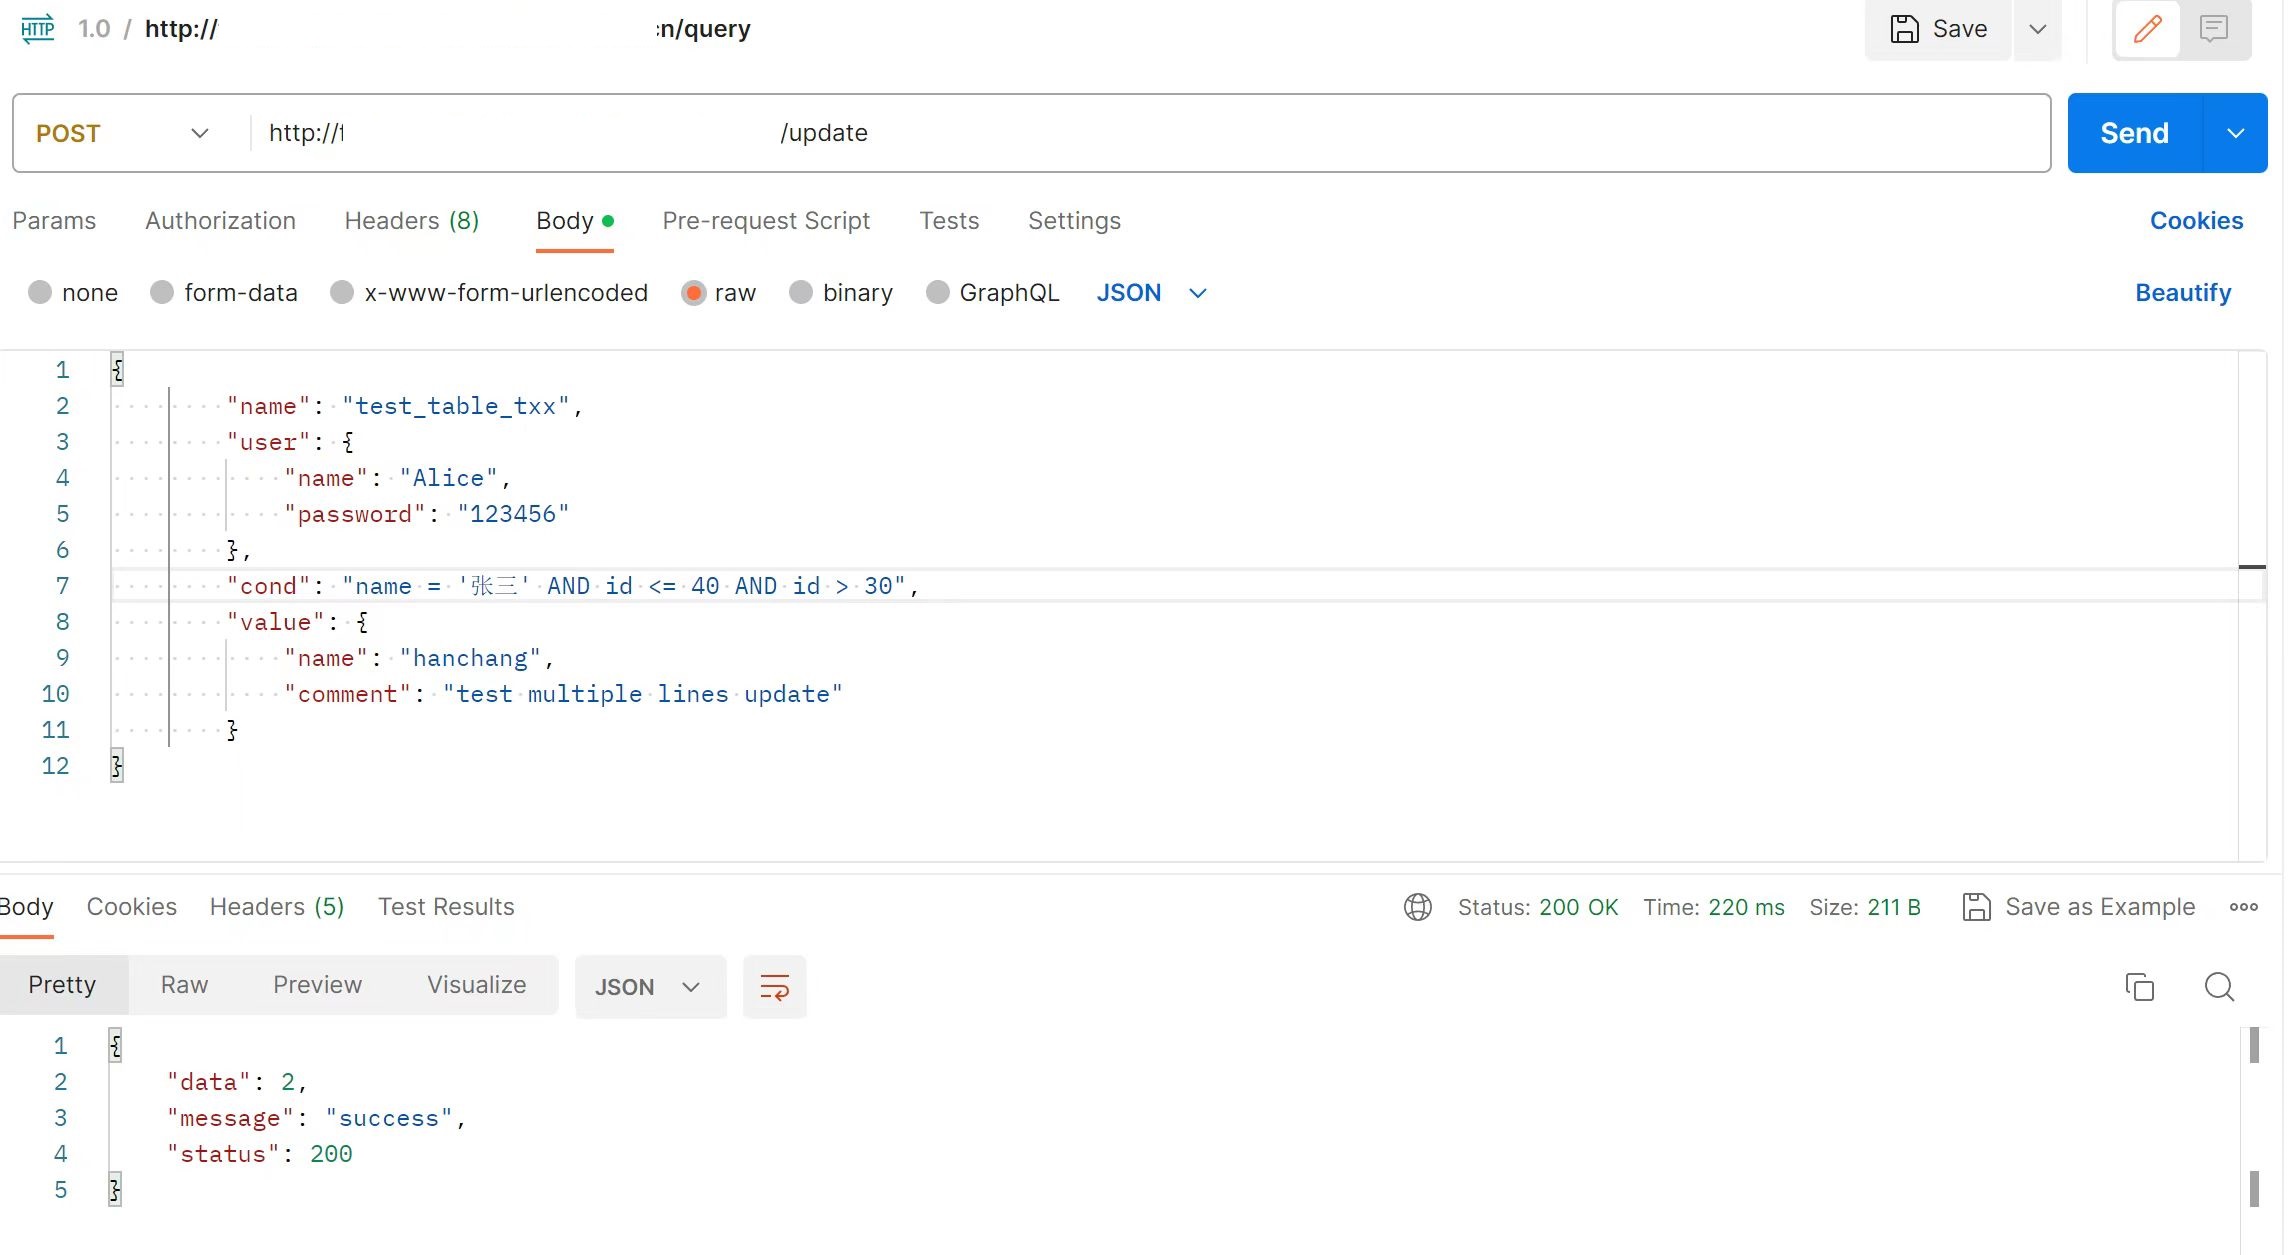 HTTP 1.0 / http:// n/query Save
POST http:// /update Send
Params Authorization Headers (8) Body Pre-request Script Tests Settings Cookies
none form-data x-www-form-urlencoded raw binary GraphQL JSON Beautify
1 {
2 "name": "test_table_txx",
3 "user": {
4 "name": "Alice",
5 "password": "123456"
6 },
7 "cond": "name = '张三' AND id <= 40 AND id > 30",
8 "value": {
9 "name": "hanchang",
10 "comment": "test multiple lines update"
11 }
12 }
Body Cookies Headers (5) Test Results Status: 200 OK Time: 220 ms Size: 211 B Save as Example
Pretty Raw Preview Visualize JSON
1 {
2 "data": 2,
3 "message": "success",
4 "status": 200
5 }